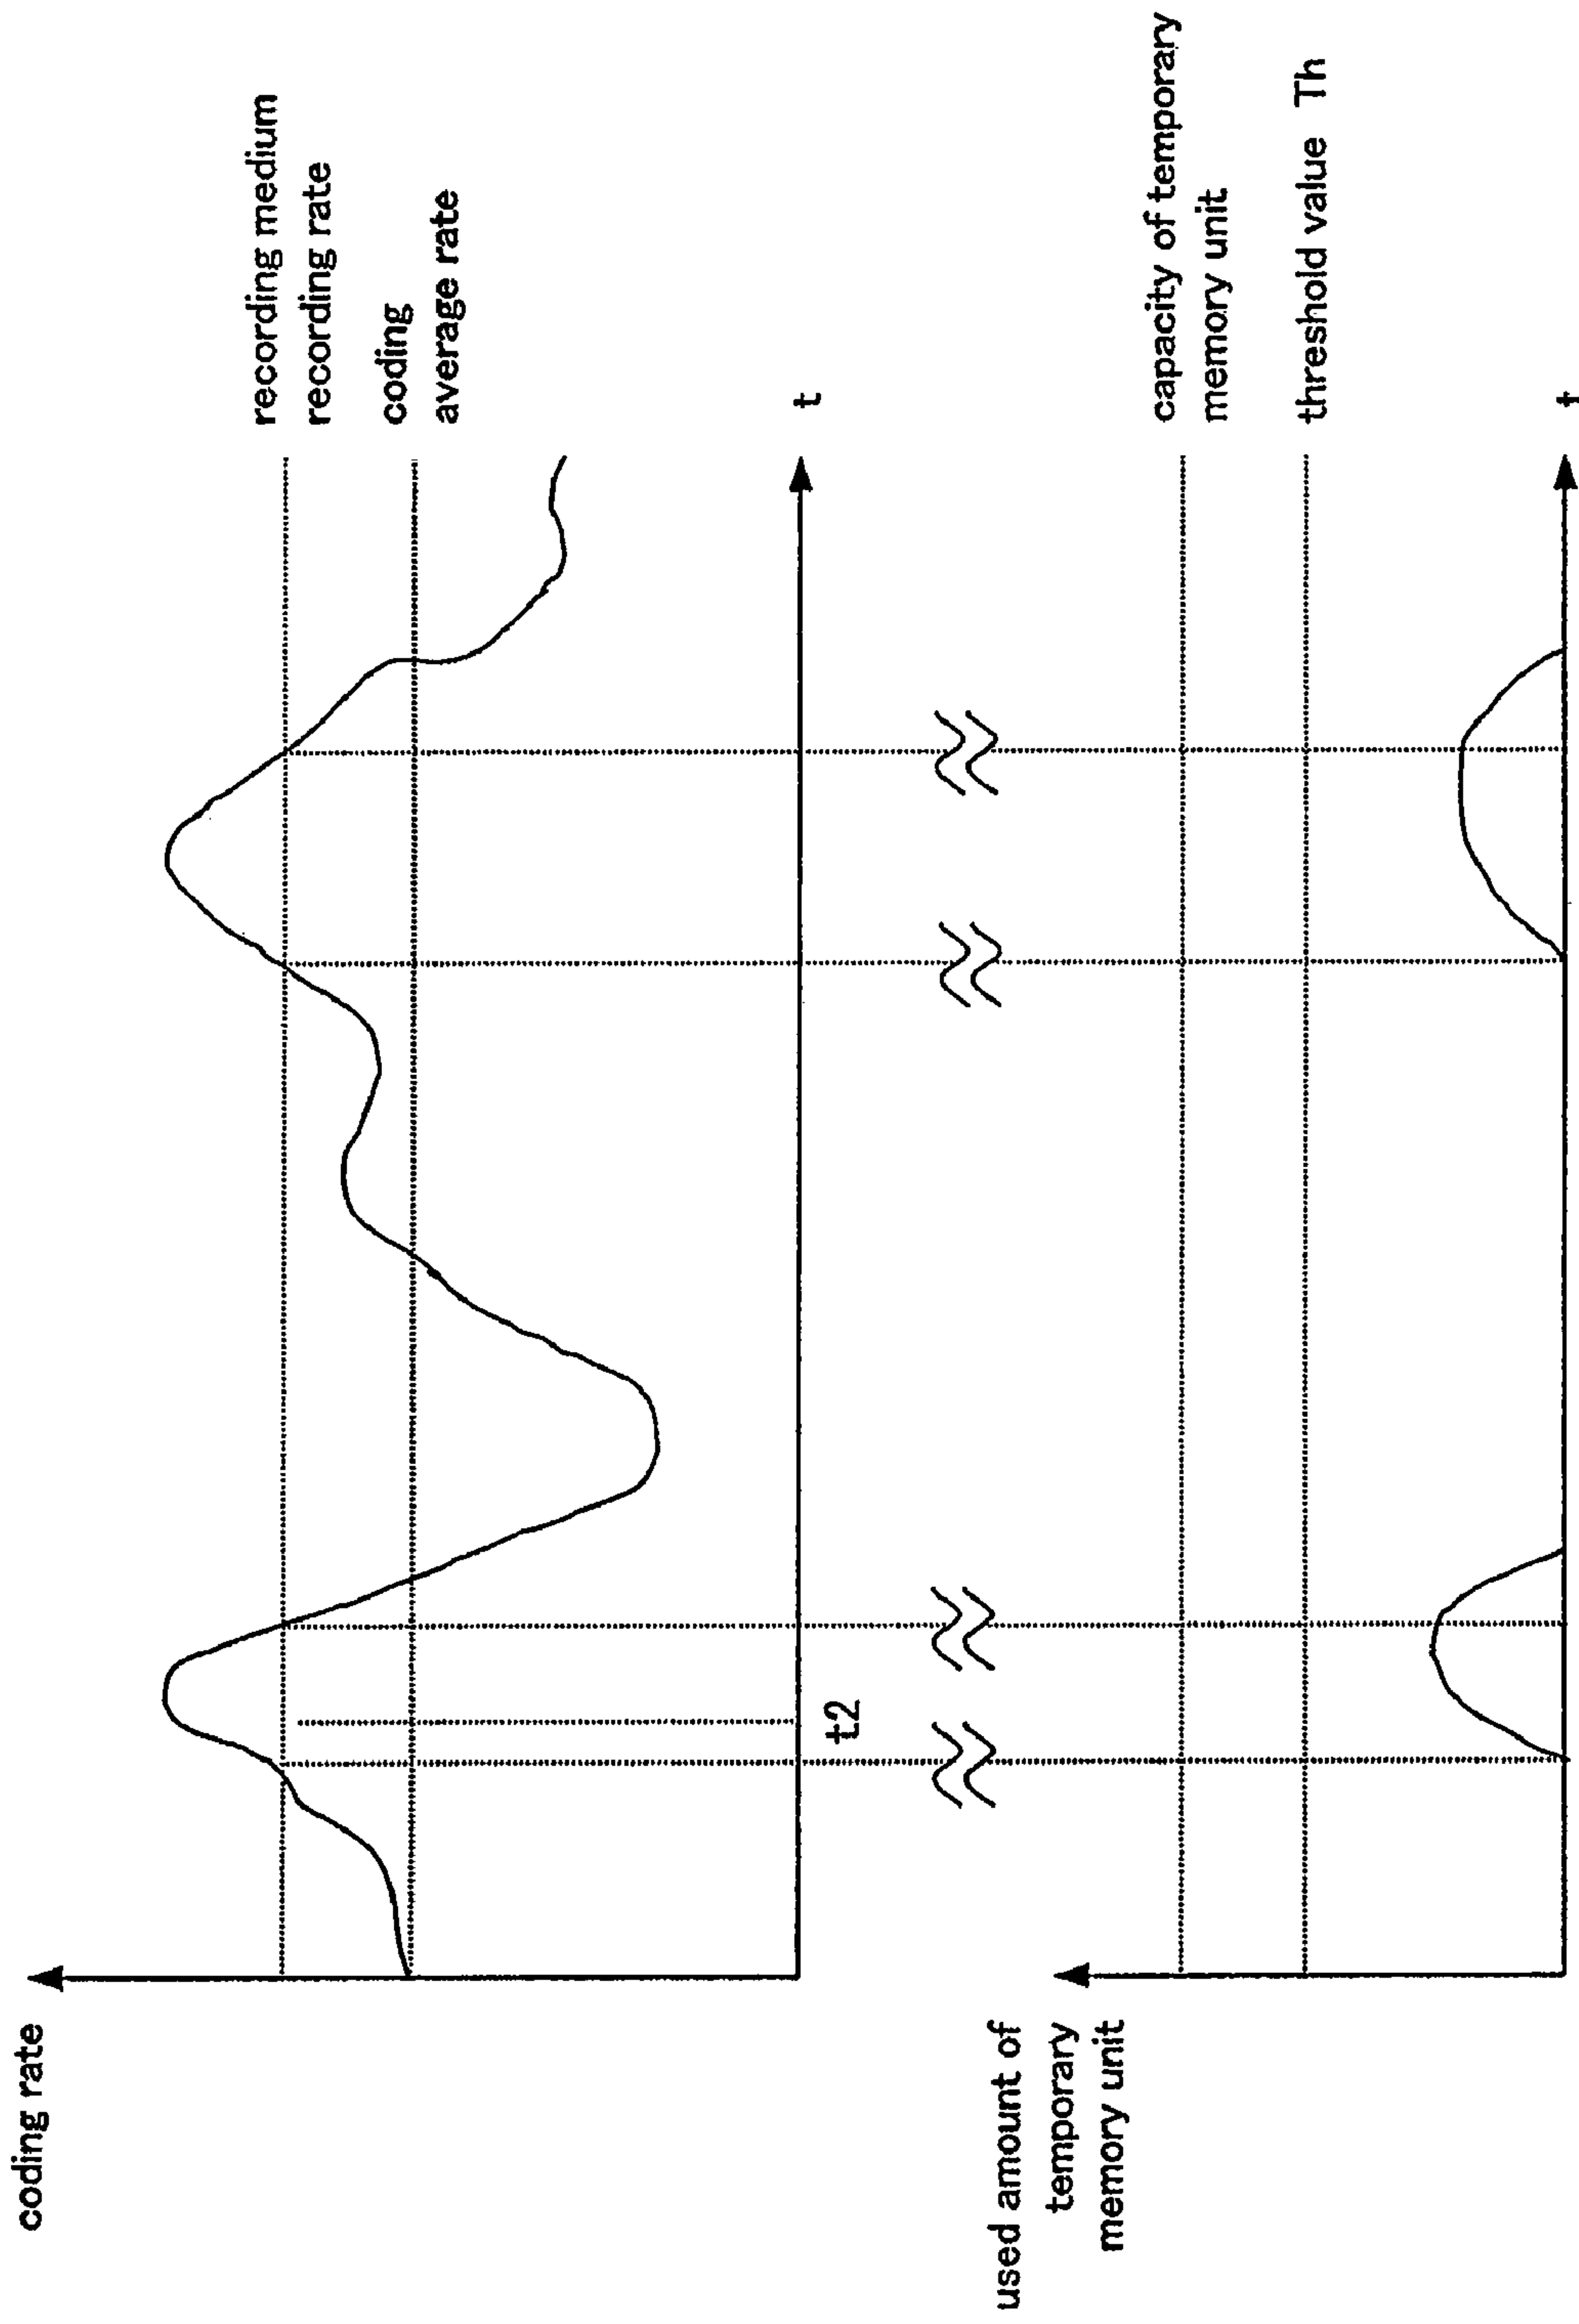 coding rate
recording medium
recording rate
coding
average rate
t
t2
used amount of
temporary
memory unit
capacity of temporary
memory unit
threshold value Th
t